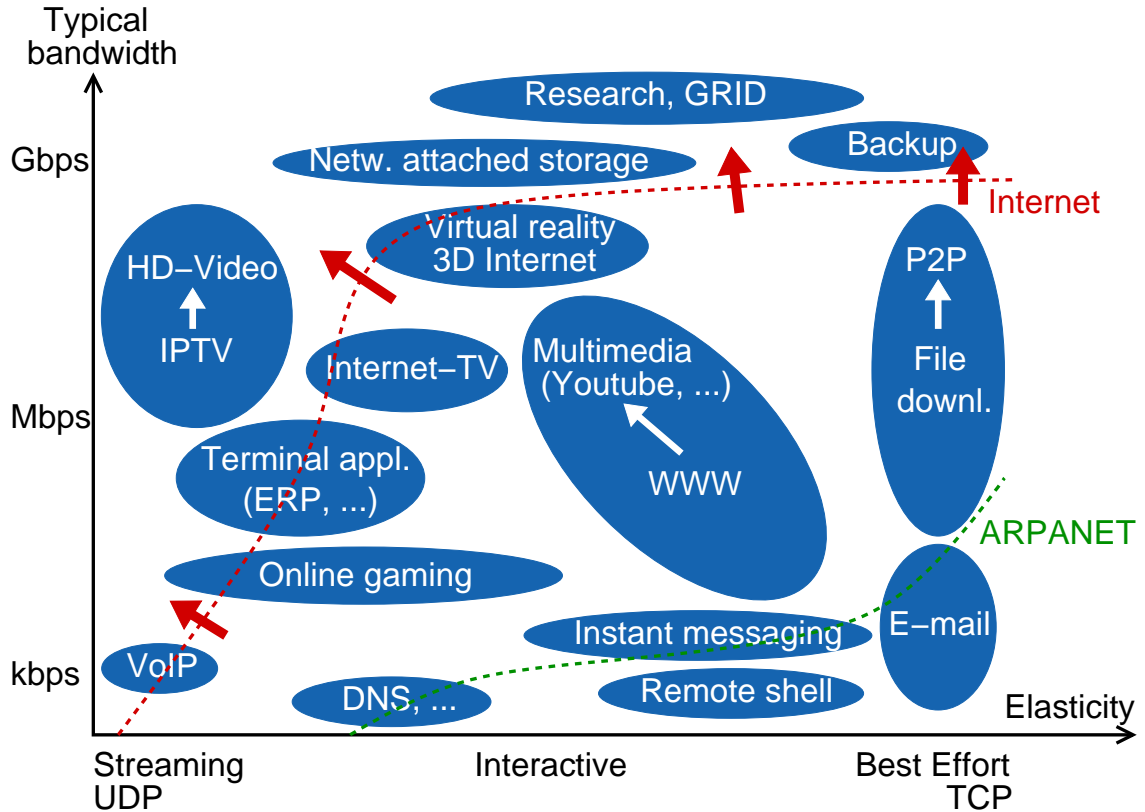 Typical
bandwidth
Research, GRID
Backup
Gbps
Netw. attached storage
Internet
Virtual reality
3D Internet
HD−Video
P2P
IPTV
Internet−TV
Multimedia
(Youtube, ...)
File
downl.
Mbps
Terminal appl.
(ERP, ...)
WWW
ARPANET
Online gaming
Instant messaging
E−mail
VoIP
kbps
DNS, ...
Remote shell
Elasticity
Streaming
UDP
Interactive
Best Effort
TCP